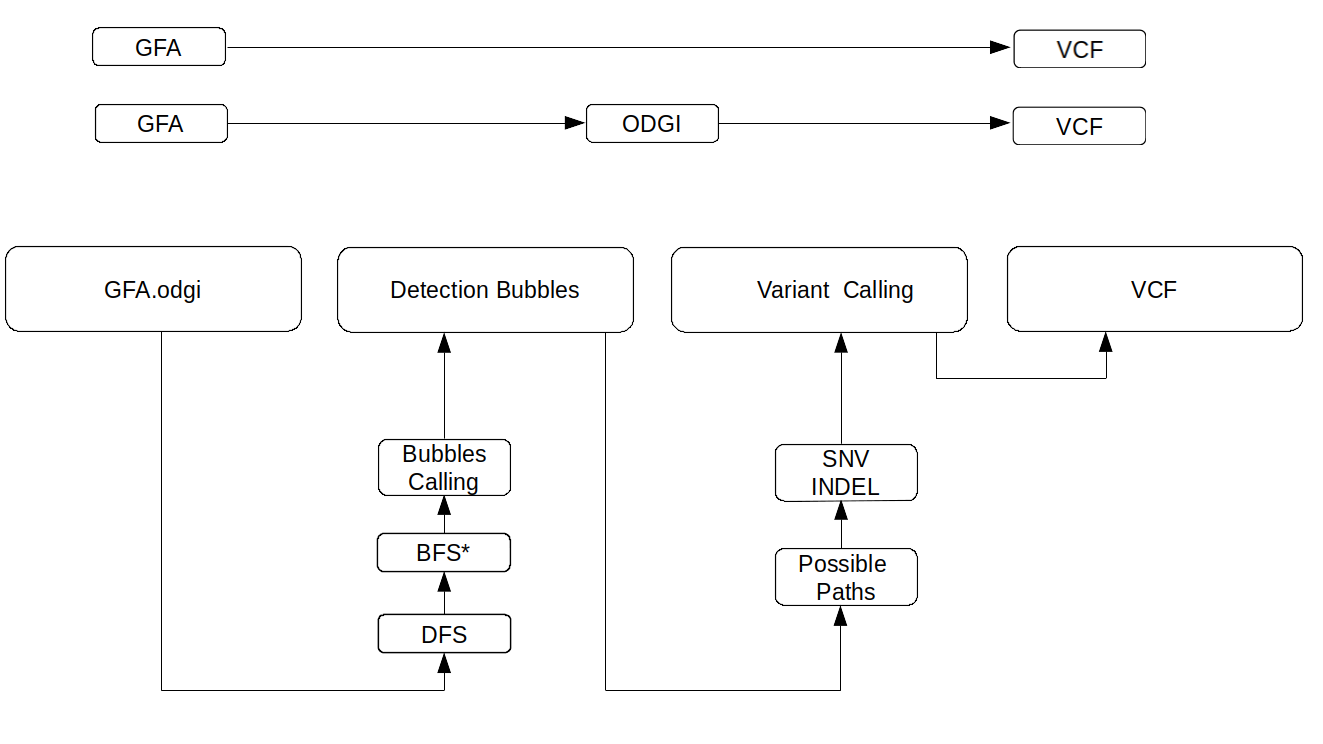 GFA
VCF
GFA
ODGI
VCF
GFA.odgi
Detection Bubbles
Variant  Calling
VCF
Bubbles
Calling
SNV
INDEL
BFS*
Possible
Paths
DFS